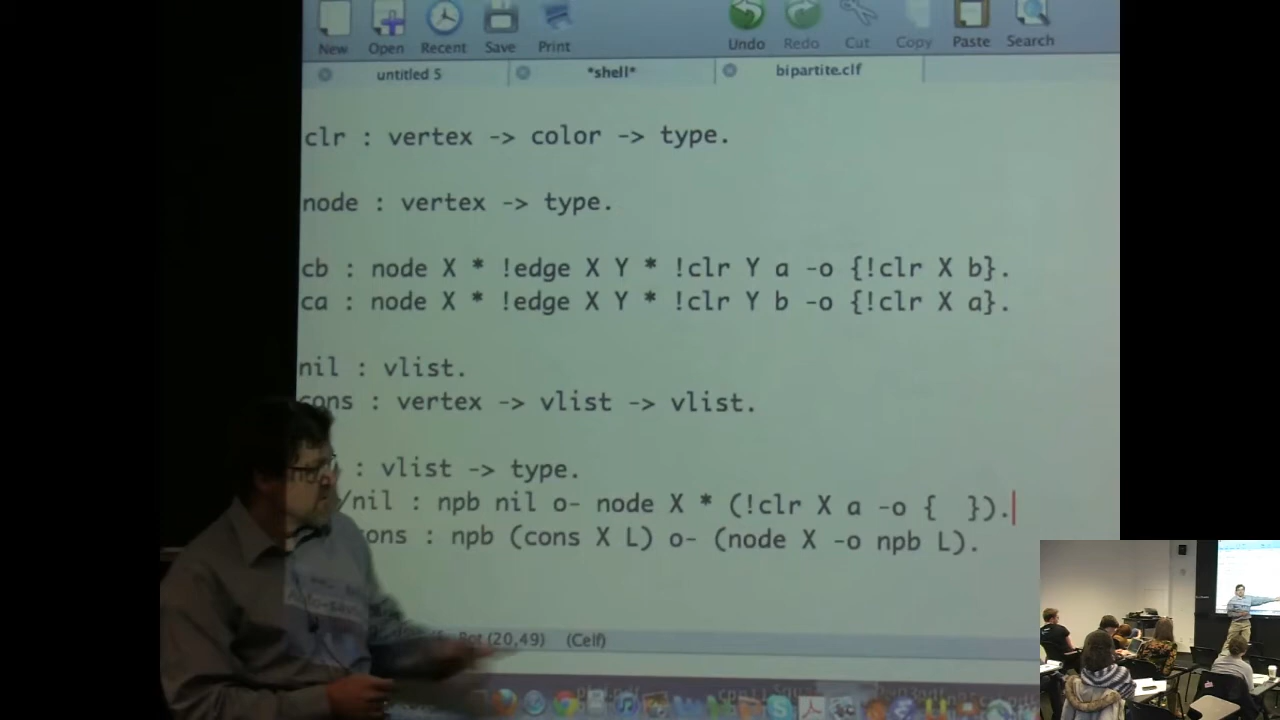 New Open Recent Save Print Undo Redo Cut Copy Paste Search
untitled 5 *shell* bipartite.clf
clr : vertex -> color -> type.
node : vertex -> type.
cb : node X * !edge X Y * !clr Y a -o {!clr X b}.
ca : node X * !edge X Y * !clr Y b -o {!clr X a}.
nil : vlist.
cons : vertex -> vlist -> vlist.
: vlist -> type.
/nil : npb nil o- node X * (!clr X a -o { }).
ons : npb (cons X L) o- (node X -o npb L).
(20,49) (Celf)